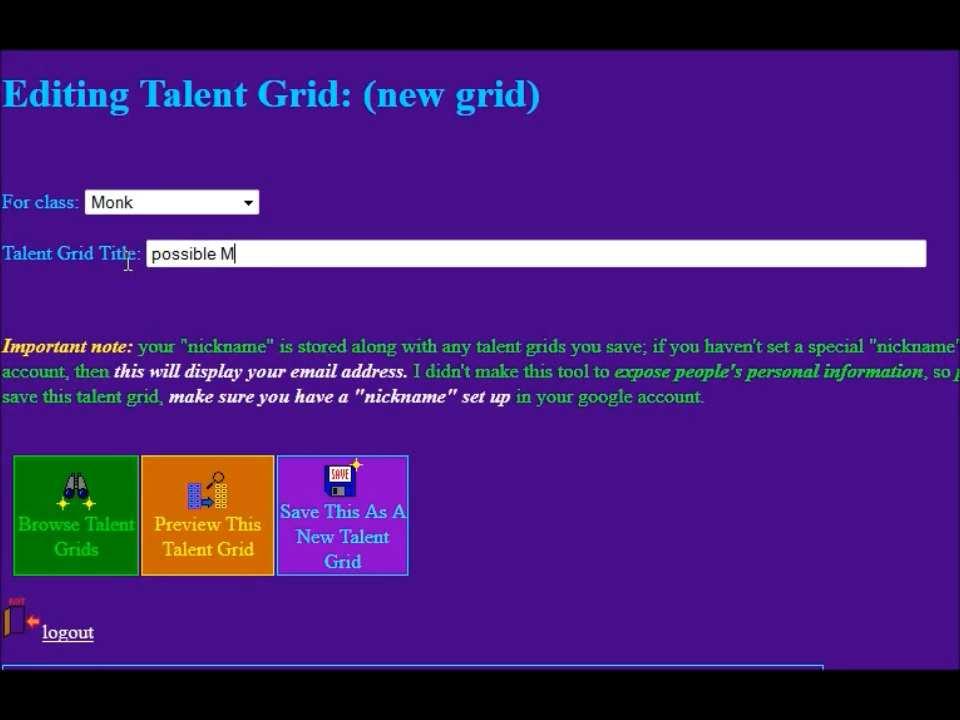 Editing Talent Grid: (new grid)
For class: Monk
Talent Grid Title: possible M
Important note: your "nickname" is stored along with any talent grids you save; if you haven't set a special "nickname"
account, then this will display your email address. I didn't make this tool to expose people's personal information, so
save this talent grid, make sure you have a "nickname" set up in your google account.
Browse Talent
Grids
Preview This
Talent Grid
SAVE
Save This As A
New Talent
Grid
EXIT
logout